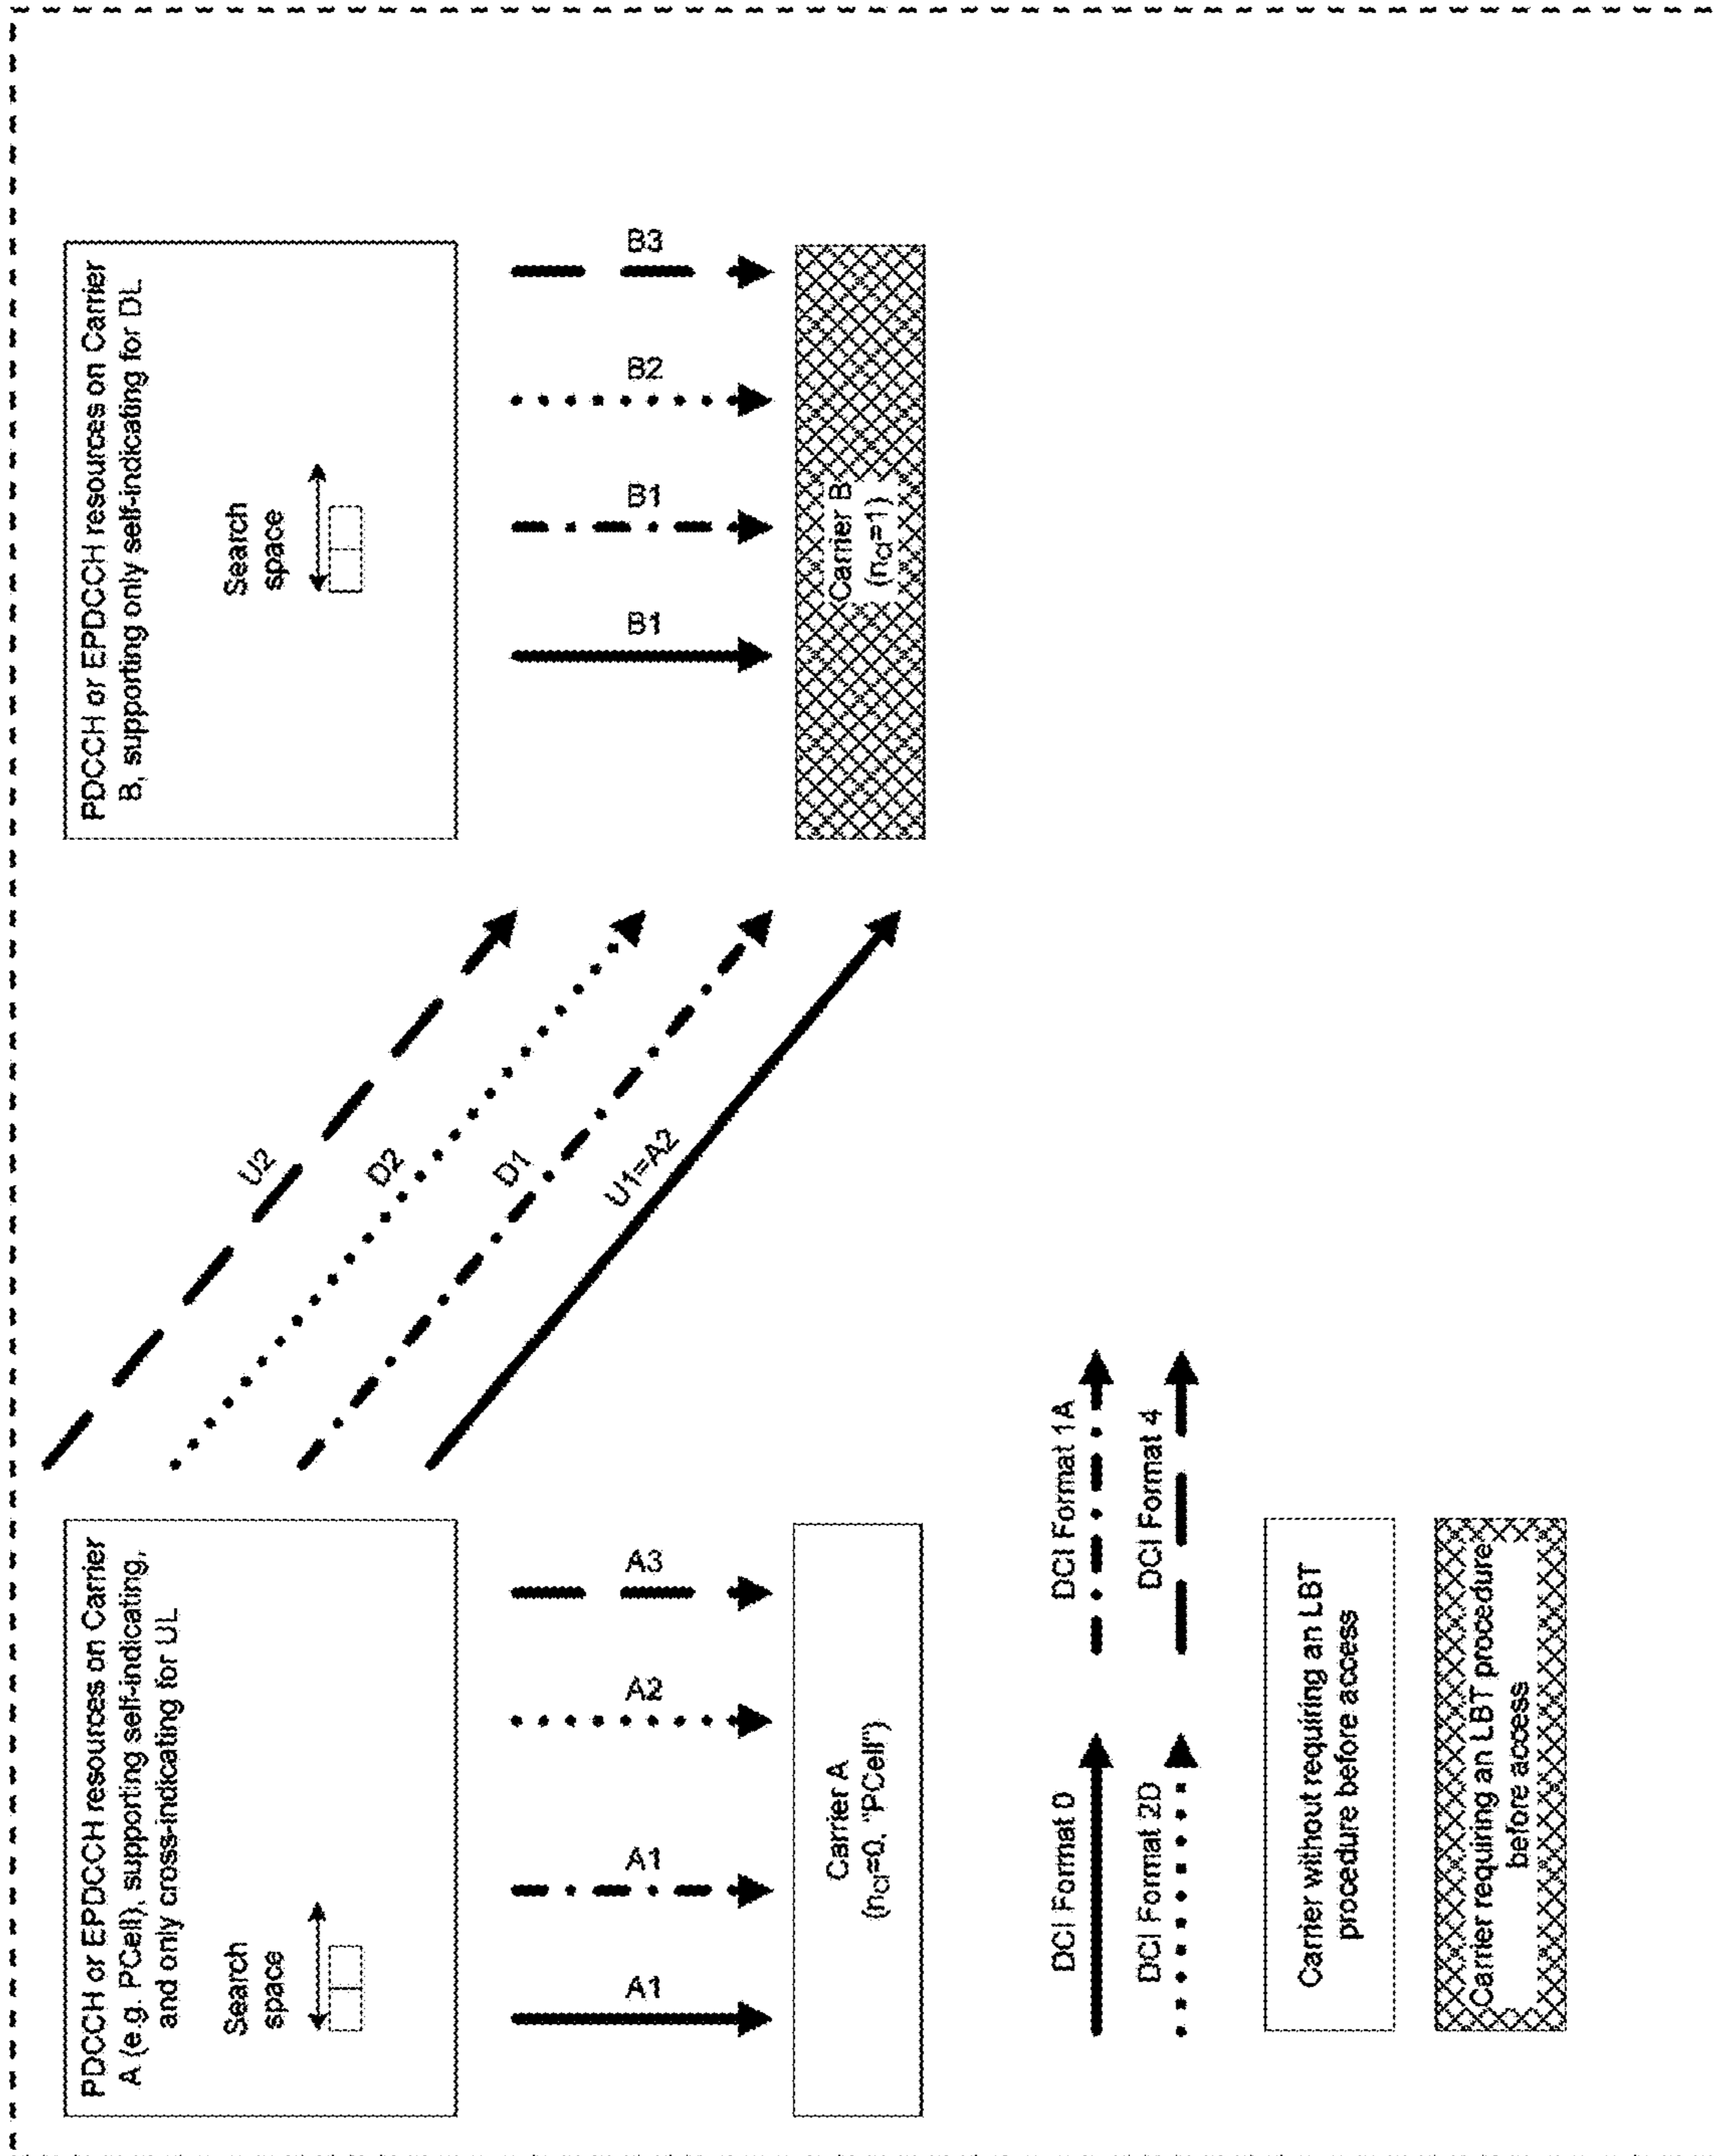 PDCCH or EPDCCH resources on Carrier
A (e.g. PCell), supporting self-indicating,
and only cross-indicating for UL
Search
space
PDCCH or EPDCCH resources on Carrier
B, supporting only self-indicating for DL
Search
space
U2
D2
D1
U1=A2
A1
A1
A2
A3
B1
B1
B2
B3
Carrier A
(nCI=0, "PCell")
Carrier B
(nCI=1)
DCI Format 0
DCI Format 1A
DCI Format 2D
DCI Format 4
Carrier without requiring an LBT
procedure before access
Carrier requiring an LBT procedure
before access